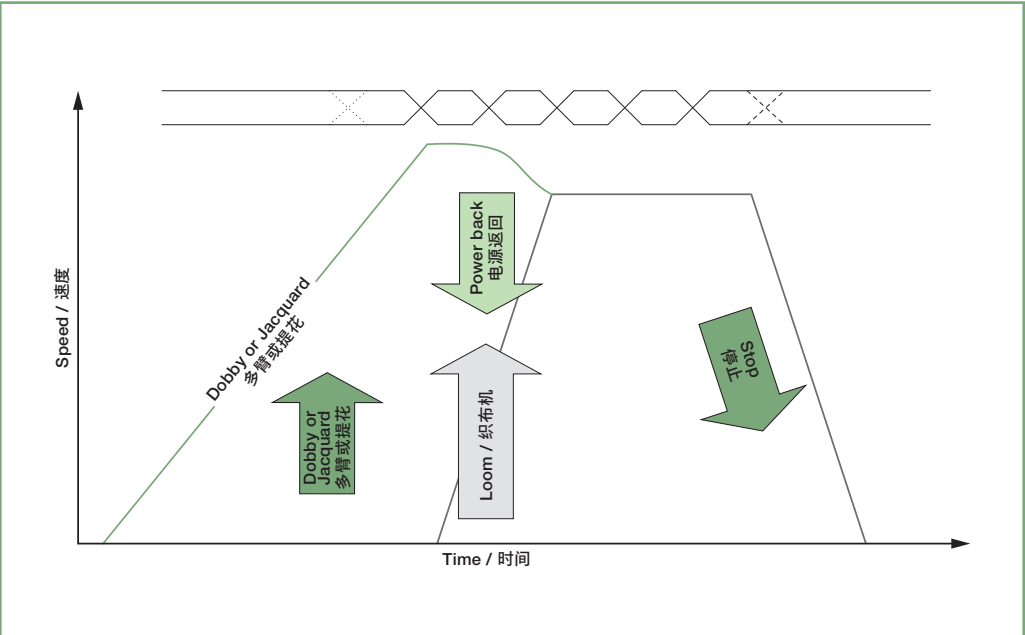 Speed / 速度
Dobby or Jacquard
多臂或提花
Dobby or
Jacquard
多臂或提花
Power back
电源返回
Loom / 织布机
Stop
停止
Time / 时间